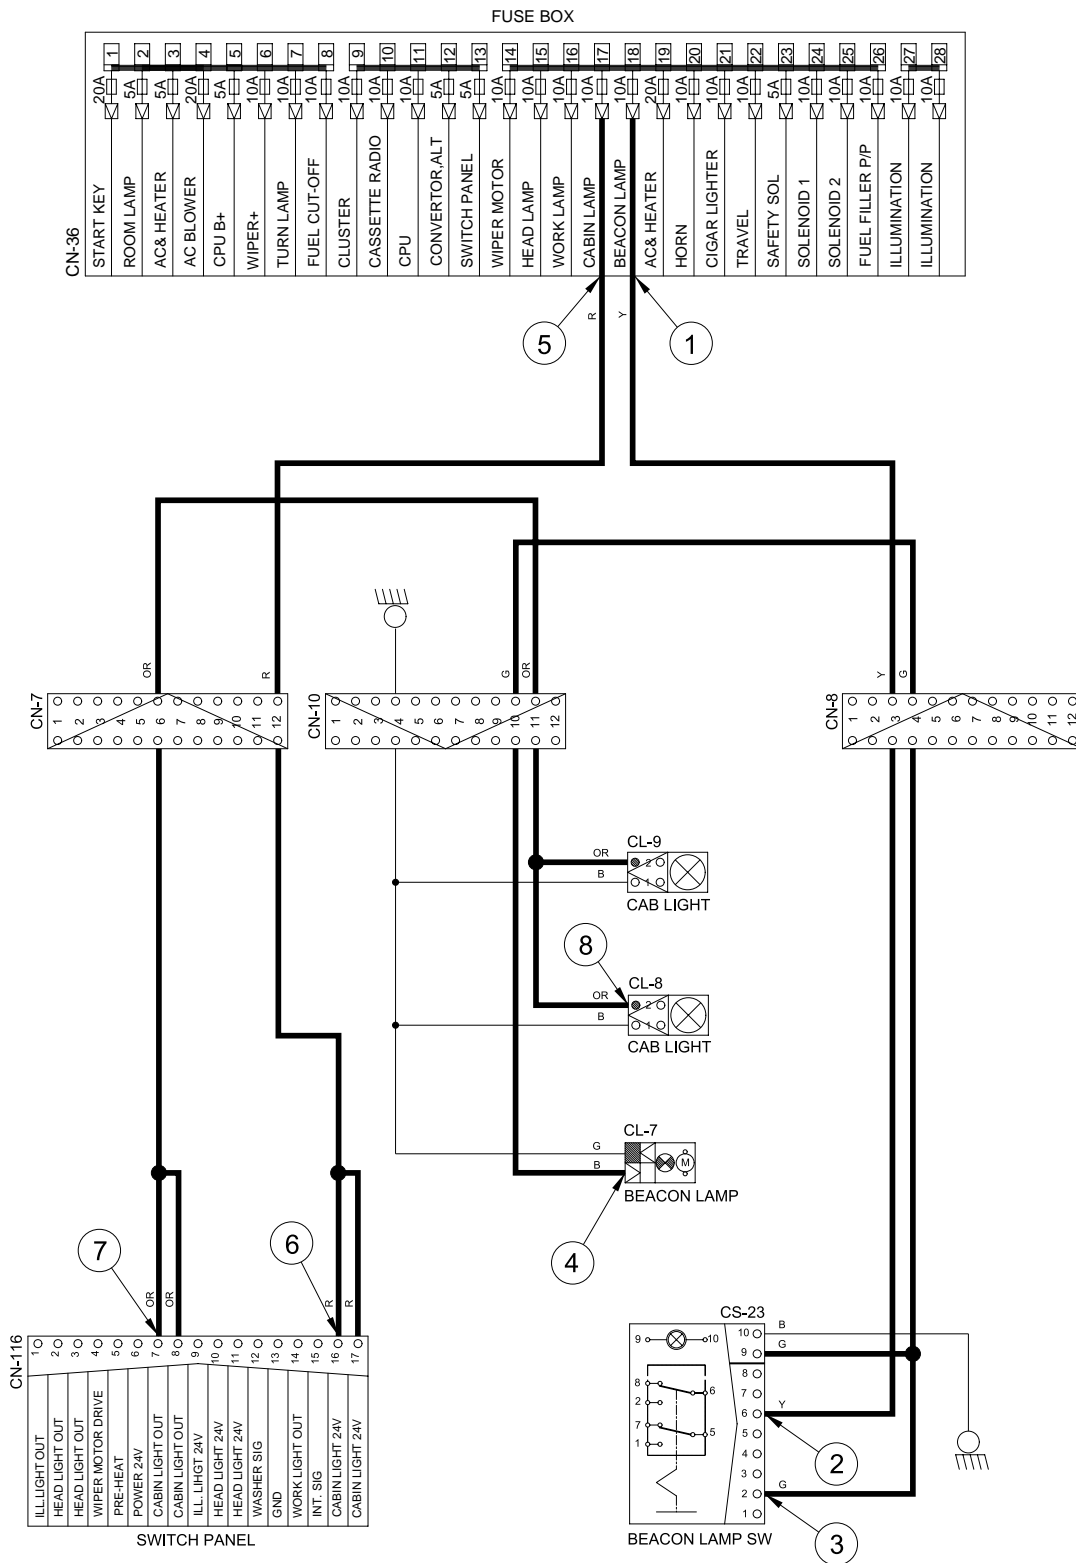 FUSE BOX
1 2 3 4 5 6 7 8 9 10 11 12 13 14 15 16 17 18 19 20 21 22 23 24 25 26 27 28
20A 5A 5A 20A 5A 10A 10A 10A 10A 10A 10A 5A 5A 10A 10A 10A 10A 10A 20A 10A 10A 10A 5A 10A 10A 10A 10A 10A
CN-36
START KEY
ROOM LAMP
AC& HEATER
AC BLOWER
CPU B+
WIPER+
TURN LAMP
FUEL CUT-OFF
CLUSTER
CASSETTE RADIO
CPU
CONVERTOR,ALT
SWITCH PANEL
WIPER MOTOR
HEAD LAMP
WORK LAMP
CABIN LAMP
BEACON LAMP
AC& HEATER
HORN
CIGAR LIGHTER
TRAVEL
SAFETY SOL
SOLENOID 1
SOLENOID 2
FUEL FILLER P/P
ILLUMINATION
ILLUMINATION
5 R Y 1
OR R G OR Y G
CN-7
1 2 3 4 5 6 7 8 9 10 11 12
CN-10
1 2 3 4 5 6 7 8 9 10 11 12
CN-8
1 2 3 4 5 6 7 8 9 10 11 12
CL-9
OR 2
B 1
CAB LIGHT
8
CL-8
OR 2
B 1
CAB LIGHT
CL-7
G
B M
BEACON LAMP
4
7
6
OR OR R R
CN-116
1 2 3 4 5 6 7 8 9 10 11 12 13 14 15 16 17
ILL.LIGHT OUT
HEAD LIGHT OUT
HEAD LIGHT OUT
WIPER MOTOR DRIVE
PRE-HEAT
POWER 24V
CABIN LIGHT OUT
CABIN LIGHT OUT
ILL. LIHGT 24V
HEAD LIGHT 24V
HEAD LIGHT 24V
WASHER SIG
GND
WORK LIGHT OUT
INT. SIG
CABIN LIGHT 24V
CABIN LIGHT 24V
SWITCH PANEL
CS-23
9 10 10 B
9 G
8 6 8
2 7
7 5 6 Y
1 5
4
3
2 G
1
2
3
BEACON LAMP SW